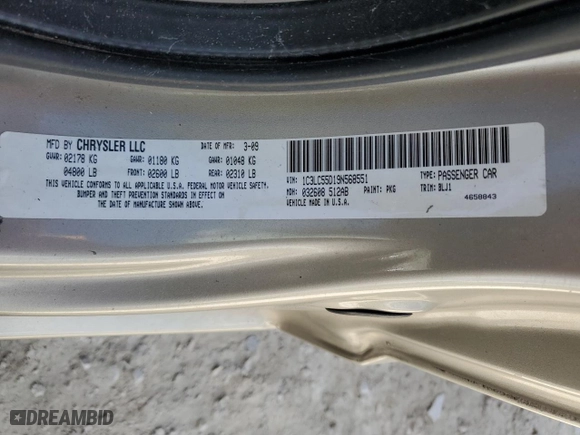 MFD BY CHRYSLER LLC DATE OF MFR: 3-09
GVWR: 02178 KG GAWR: 01180 KG GAWR: 01048 KG
04800 LB FRONT: 02600 LB REAR: 02310 LB
THIS VEHICLE CONFORMS TO ALL APPLICABLE U.S.A. FEDERAL MOTOR VEHICLE SAFETY,
BUMPER AND THEFT PREVENTION STANDARDS IN EFFECT ON
THE DATE OF MANUFACTURE SHOWN ABOVE.
VIN: 1C3LC55D19N568551 TYPE: PASSENGER CAR
MDH: 032608 512AB PAINT: PKG TRIM: BLJ1
VEHICLE MADE IN U.S.A. 4658043
DREAMBID